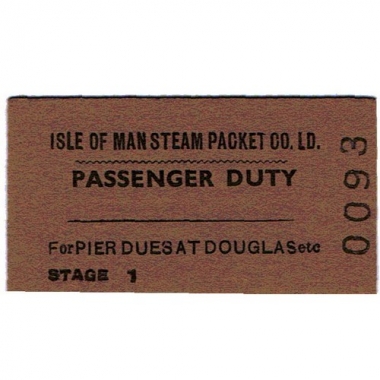 ISLE OF MAN STEAM PACKET CO. LD.
PASSENGER DUTY
For PIER DUES AT DOUGLAS etc
STAGE 1
0093